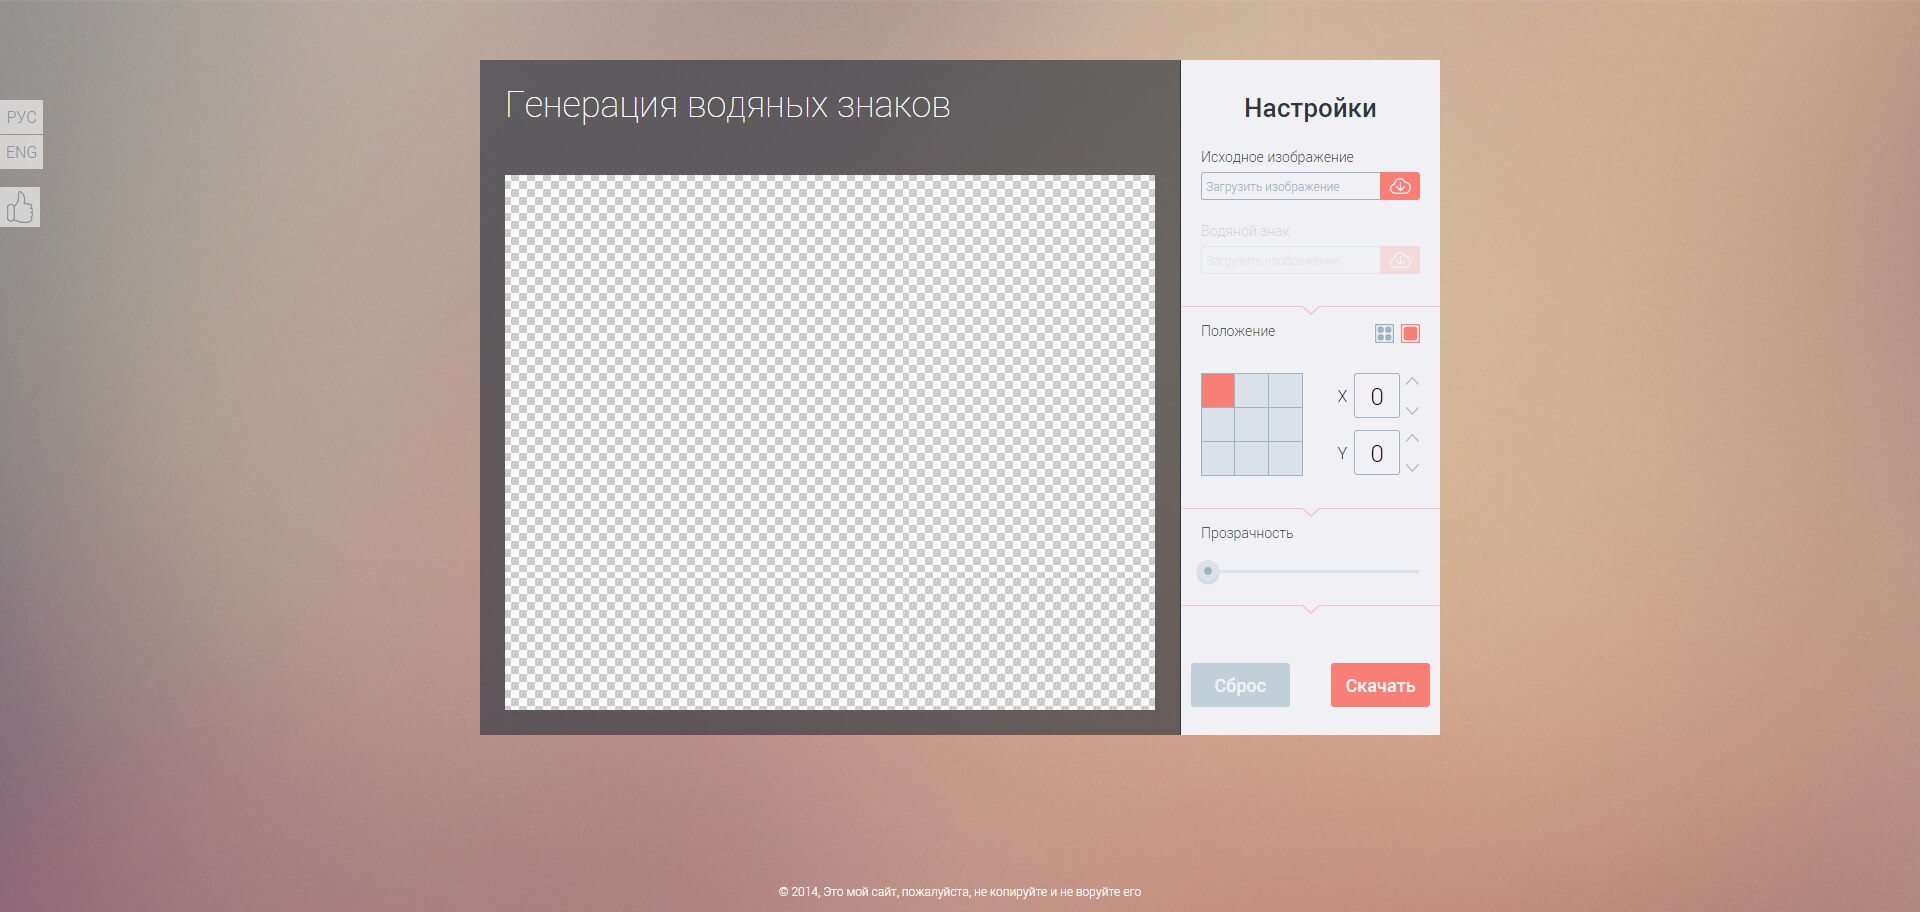 РУС
ENG
Генерация водяных знаков
Настройки
Исходное изображение
Загрузить изображение
Водяной знак
Загрузить изображение
Положение
X 0
Y 0
Прозрачность
Сброс Скачать
© 2014, Это мой сайт, пожалуйста, не копируйте и не воруйте его